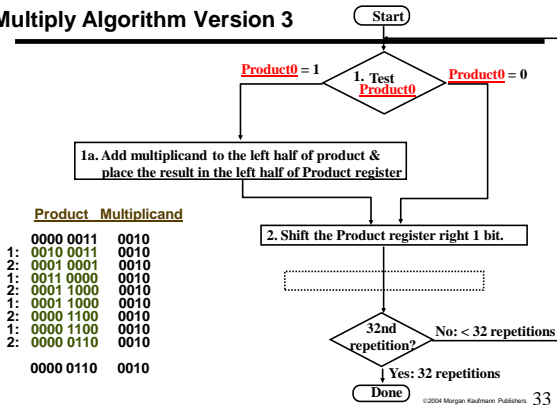 Multiply Algorithm Version 3
Start
Product0 = 1
1. Test
Product0
Product0 = 0
1a. Add multiplicand to the left half of product &
place the result in the left half of Product register
2. Shift the Product register right 1 bit.
Product Multiplicand
0000 0011 0010
1: 0010 0011 0010
2: 0001 0001 0010
1: 0011 0000 0010
2: 0001 1000 0010
1: 0001 1000 0010
2: 0000 1100 0010
1: 0000 1100 0010
2: 0000 0110 0010
0000 0110 0010
32nd
repetition?
No: < 32 repetitions
Yes: 32 repetitions
Done
©2004 Morgan Kaufmann Publishers 33